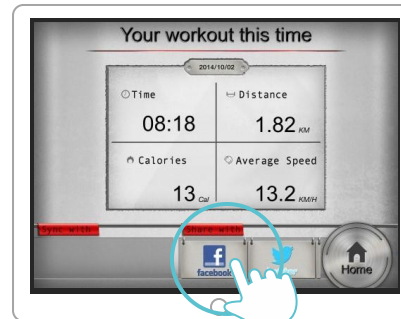 Your workout this time
2014/10/02
Time
Distance
08:18
1.82 KM
Calories
Average Speed
13 Cal
13.2 KM/H
Sync with
Share with
facebook
Home